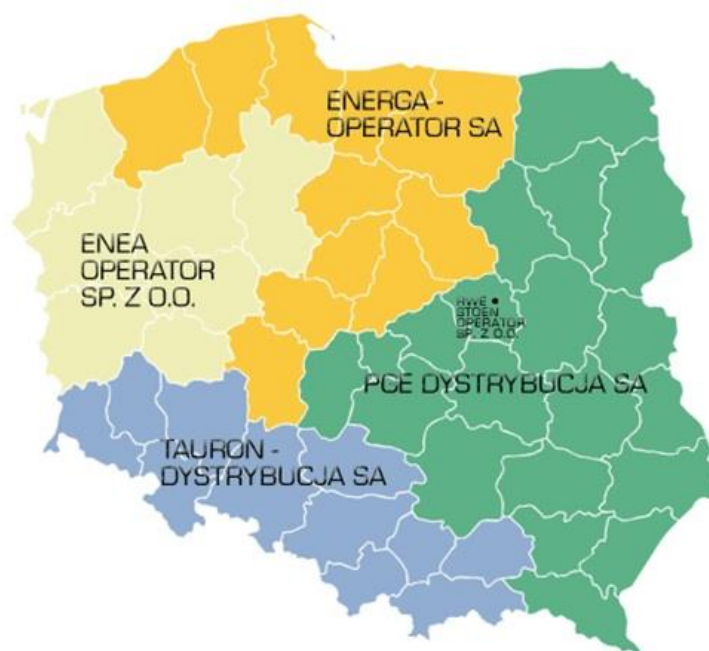 ENERGA -
OPERATOR SA
ENEA
OPERATOR
SP. Z O.O.
RWE
STOEN
OPERATOR
SP. Z O.O.
PGE DYSTRYBUCJA SA
TAURON -
DYSTRYBUCJA SA